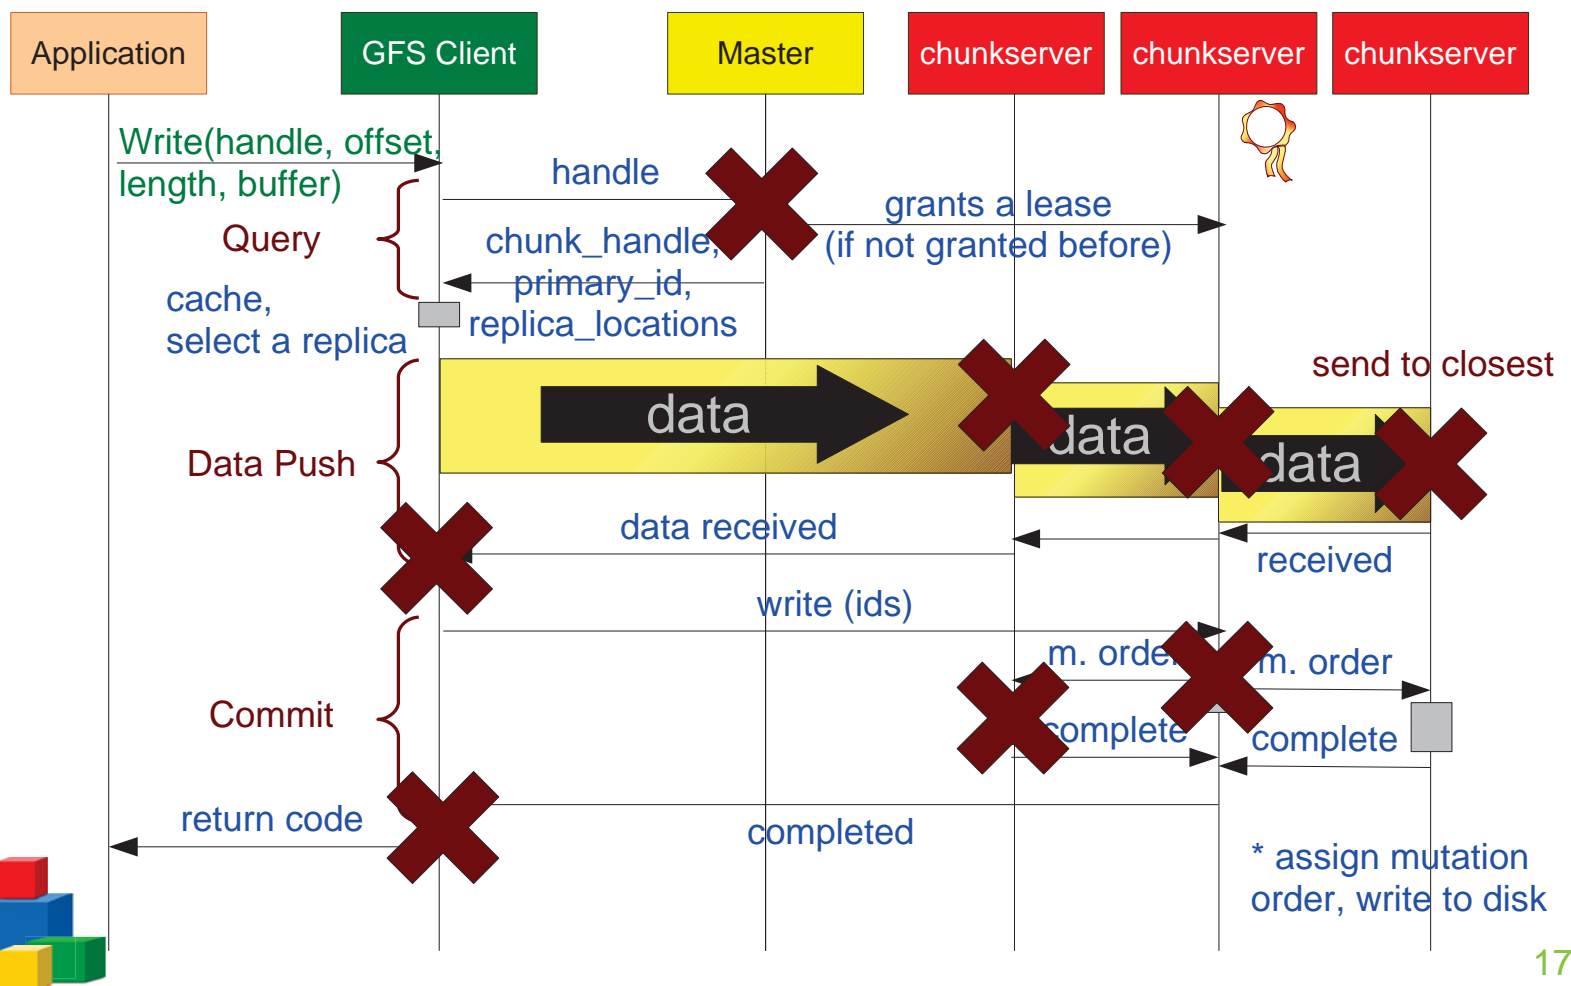 Application
GFS Client
Master
chunkserver
chunkserver
chunkserver
Write(handle, offset,
length, buffer)
handle
grants a lease
(if not granted before)
Query
chunk_handle,
primary_id,
replica_locations
cache,
select a replica
send to closest
data
data
data
Data Push
data received
received
write (ids)
m. order
m. order
Commit
complete
complete
return code
completed
* assign mutation
order, write to disk
17